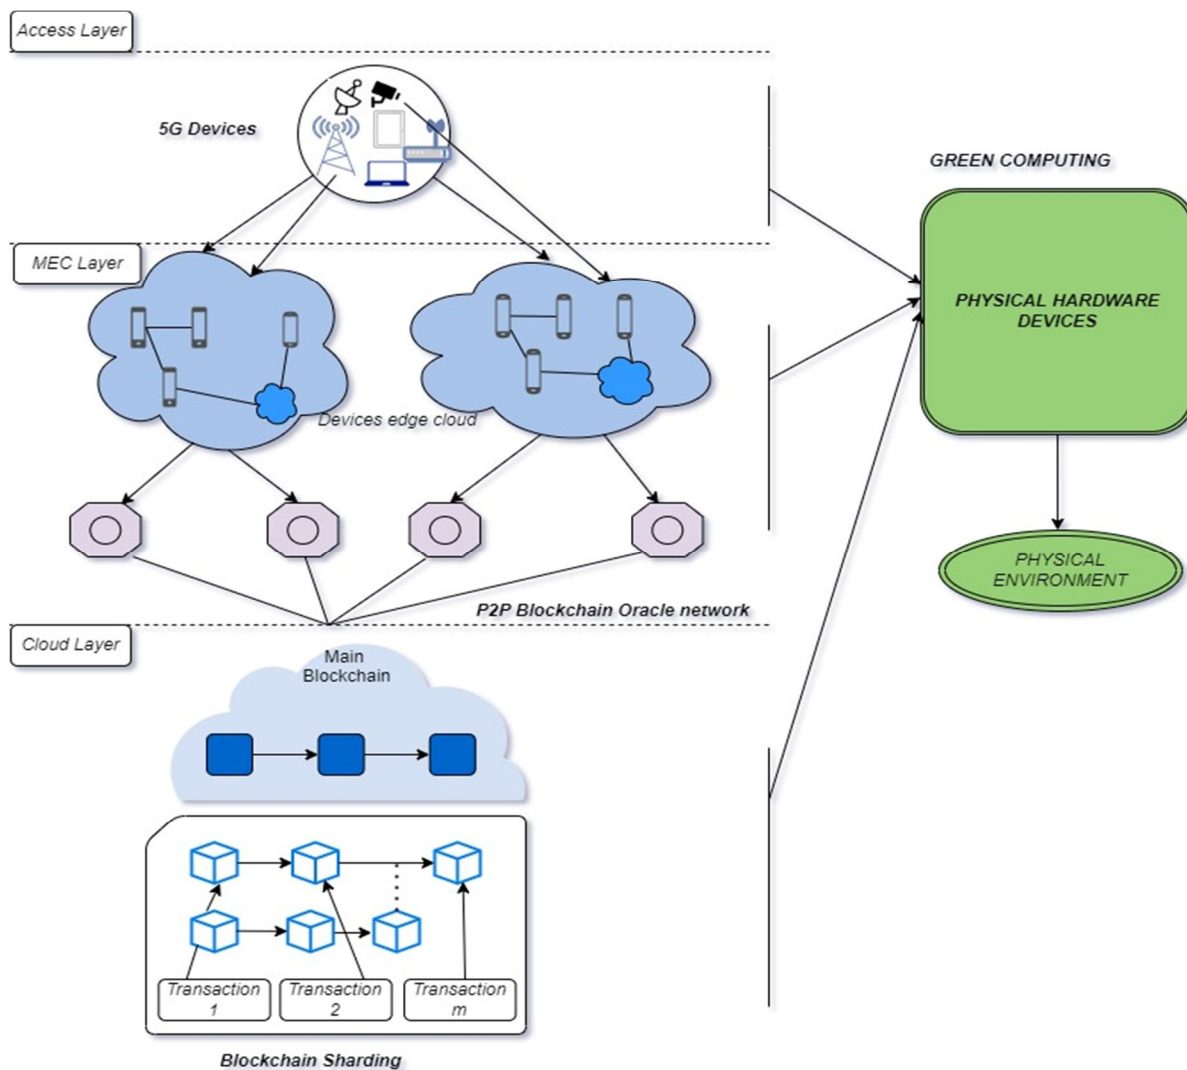 Access Layer
5G Devices
GREEN COMPUTING
MEC Layer
PHYSICAL HARDWARE
DEVICES
Devices edge cloud
PHYSICAL
ENVIRONMENT
P2P Blockchain Oracle network
Cloud Layer
Main
Blockchain
Transaction
1
Transaction
2
Transaction
m
Blockchain Sharding